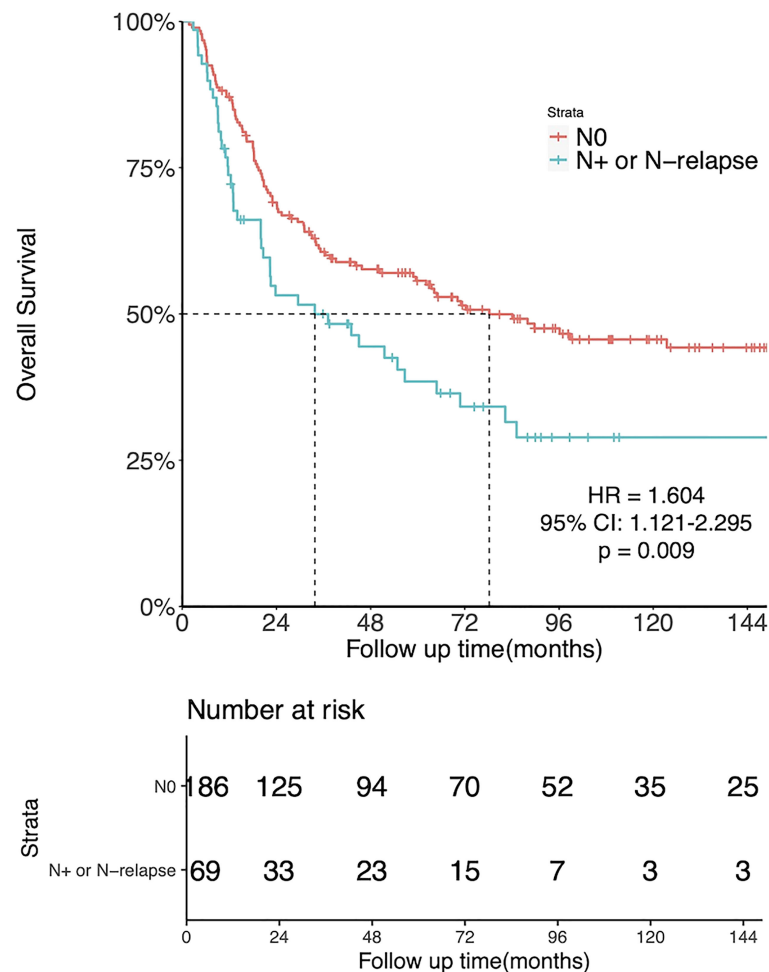 100%
75%
50%
25%
0%
Overall Survival
Strata
N0
N+ or N−relapse
HR = 1.604
95% CI: 1.121-2.295
p = 0.009
0 24 48 72 96 120 144
Follow up time(months)
Number at risk
Strata
N0 186 125 94 70 52 35 25
N+ or N−relapse 69 33 23 15 7 3 3
0 24 48 72 96 120 144
Follow up time(months)